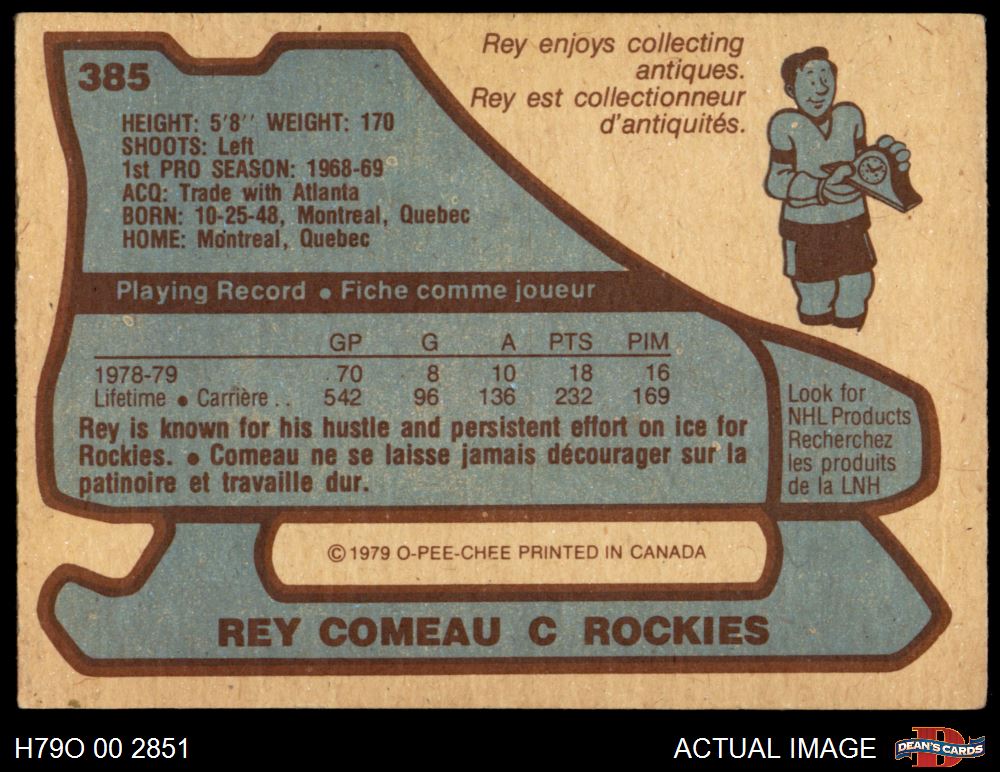 385
Rey enjoys collecting
antiques.
Rey est collectionneur
d'antiquités.
HEIGHT: 5'8'' WEIGHT: 170
SHOOTS: Left
1st PRO SEASON: 1968-69
ACQ: Trade with Atlanta
BORN: 10-25-48, Montreal, Quebec
HOME: Montreal, Quebec
Playing Record • Fiche comme joueur
GP G A PTS PIM
1978-79 70 8 10 18 16
Lifetime • Carrière .. 542 96 136 232 169
Rey is known for his hustle and persistent effort on ice for
Rockies. • Comeau ne se laisse jamais décourager sur la
patinoire et travaille dur.
Look for
NHL Products
Recherchez
les produits
de la LNH
© 1979 O-PEE-CHEE PRINTED IN CANADA
REY COMEAU C ROCKIES
H79O 00 2851
ACTUAL IMAGE
DEAN'S CARDS